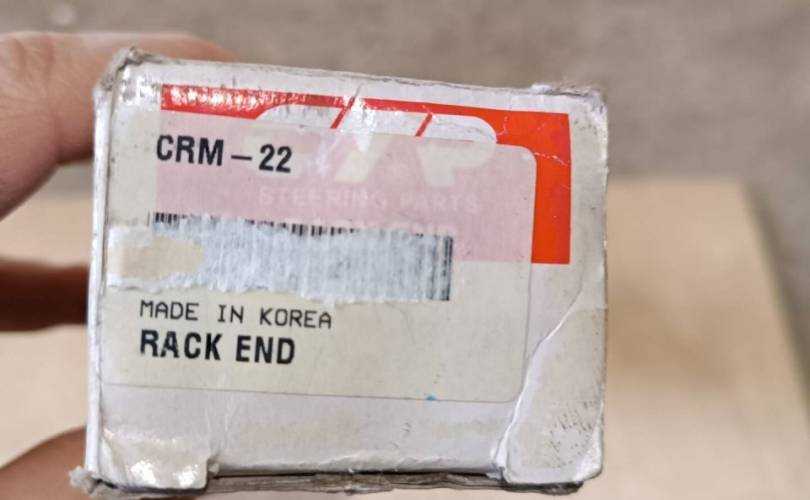 CRM-22
STEERING PARTS
MADE IN KOREA
RACK END